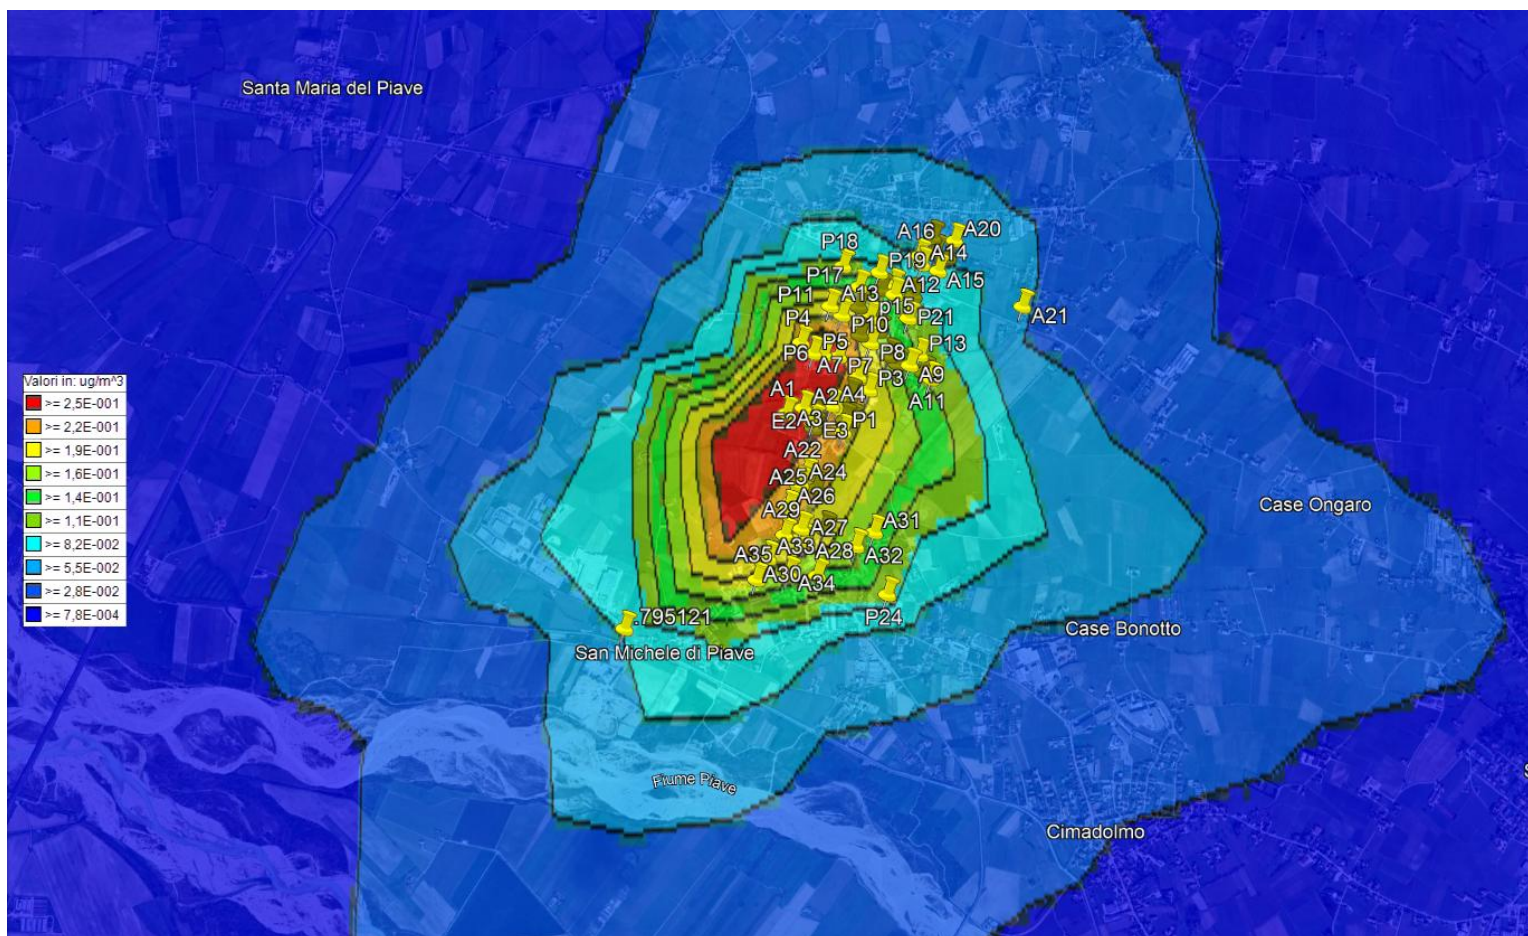 Santa Maria del Piave
A16
A20
P18
A14
P19
P17
A12
A15
P11
A13
p15
A21
P4
P10
P21
P5
P13
P6
P8
A7
P7
A9
P3
Valori in: ug/m^3
>= 2,5E-001
>= 2,2E-001
>= 1,9E-001
>= 1,6E-001
>= 1,4E-001
>= 1,1E-001
>= 8,2E-002
>= 5,5E-002
>= 2,8E-002
>= 7,8E-004
A1
A2
A4
A11
E2
A3
P1
E3
A22
A24
A25
A26
Case Ongaro
A29
A27
A31
A33
A28
A35
A32
A30
A34
.795121
P24
Case Bonotto
San Michele di Piave
Fiume Piave
Cimadolmo